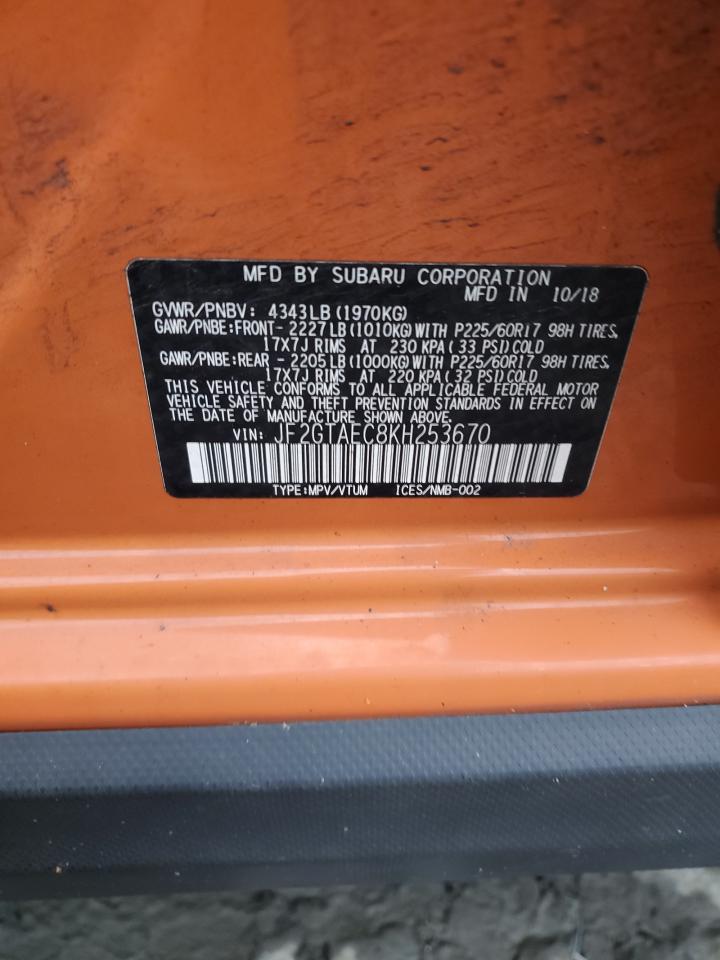 MFD BY SUBARU CORPORATION
MFD IN 10/18
GVWR/PNBV: 4343LB (1970KG)
GAWR/PNBE:FRONT- 2227LB (1010KG) WITH P225/60R17 98H TIRES,
17X7J RIMS AT 230 KPA (33 PSI) COLD
GAWR/PNBE:REAR - 2205LB (1000KG) WITH P225/60R17 98H TIRES,
17X7J RIMS AT 220 KPA (32 PSI) COLD
THIS VEHICLE CONFORMS TO ALL APPLICABLE FEDERAL MOTOR
VEHICLE SAFETY AND THEFT PREVENTION STANDARDS IN EFFECT ON
THE DATE OF MANUFACTURE SHOWN ABOVE.
VIN: JF2GTAEC8KH253670
TYPE:MPV/VTUM ICES/NMB-002